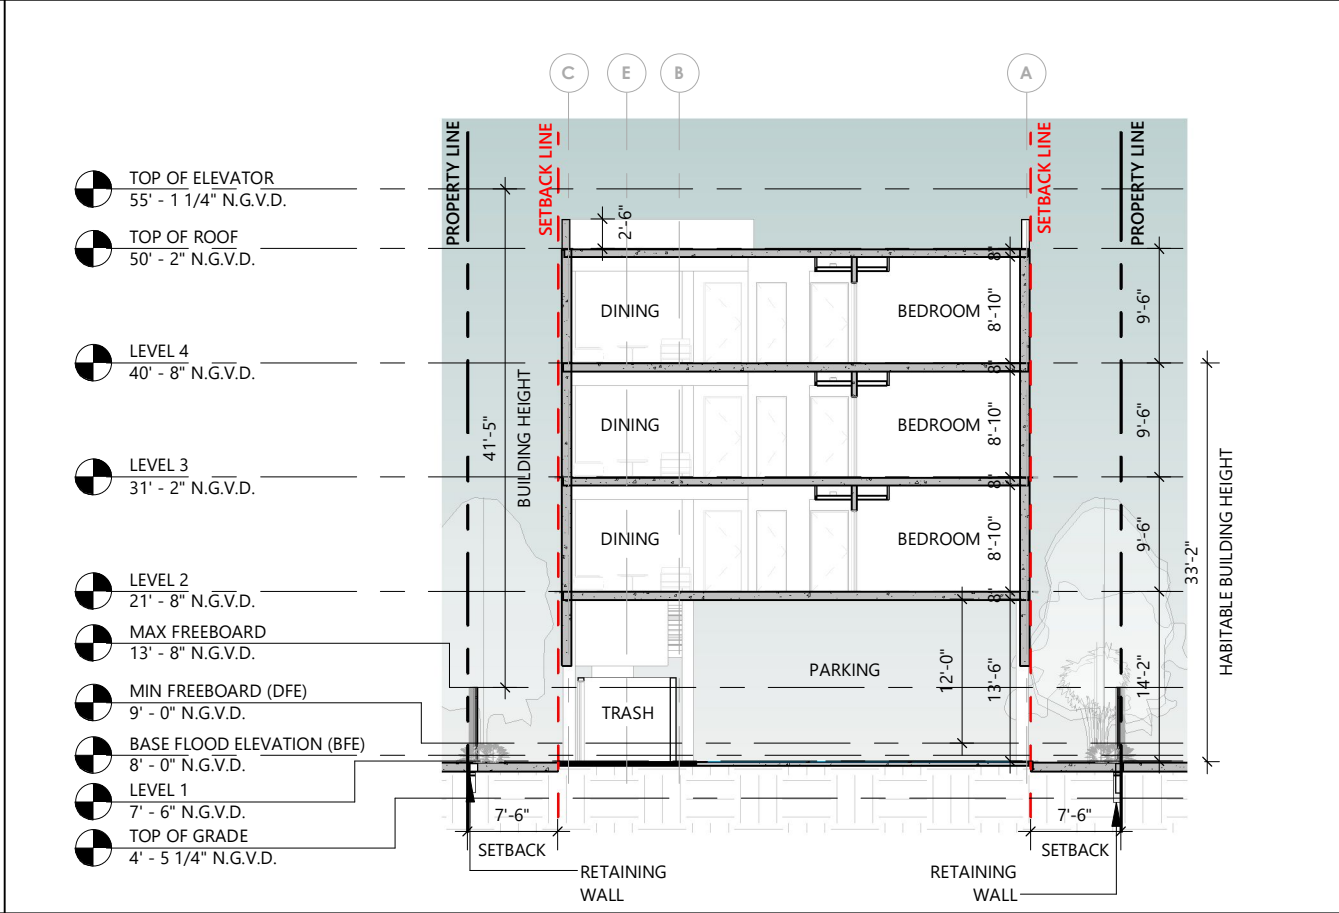 C
E
B
A
PROPERTY LINE
SETBACK LINE
SETBACK LINE
PROPERTY LINE
TOP OF ELEVATOR
55' - 1 1/4" N.G.V.D.
TOP OF ROOF
50' - 2" N.G.V.D.
2'-6"
8"
DINING
BEDROOM
8'-10"
9'-6"
LEVEL 4
40' - 8" N.G.V.D.
8"
41'-5"
BUILDING HEIGHT
DINING
BEDROOM
8'-10"
9'-6"
LEVEL 3
31' - 2" N.G.V.D.
8"
DINING
BEDROOM
8'-10"
9'-6"
33'-2"
HABITABLE BUILDING HEIGHT
LEVEL 2
21' - 8" N.G.V.D.
8"
MAX FREEBOARD
13' - 8" N.G.V.D.
PARKING
12'-0"
13'-6"
14'-2"
MIN FREEBOARD (DFE)
9' - 0" N.G.V.D.
TRASH
BASE FLOOD ELEVATION (BFE)
8' - 0" N.G.V.D.
LEVEL 1
7' - 6" N.G.V.D.
TOP OF GRADE
4' - 5 1/4" N.G.V.D.
7'-6"
SETBACK
7'-6"
SETBACK
RETAINING
WALL
RETAINING
WALL